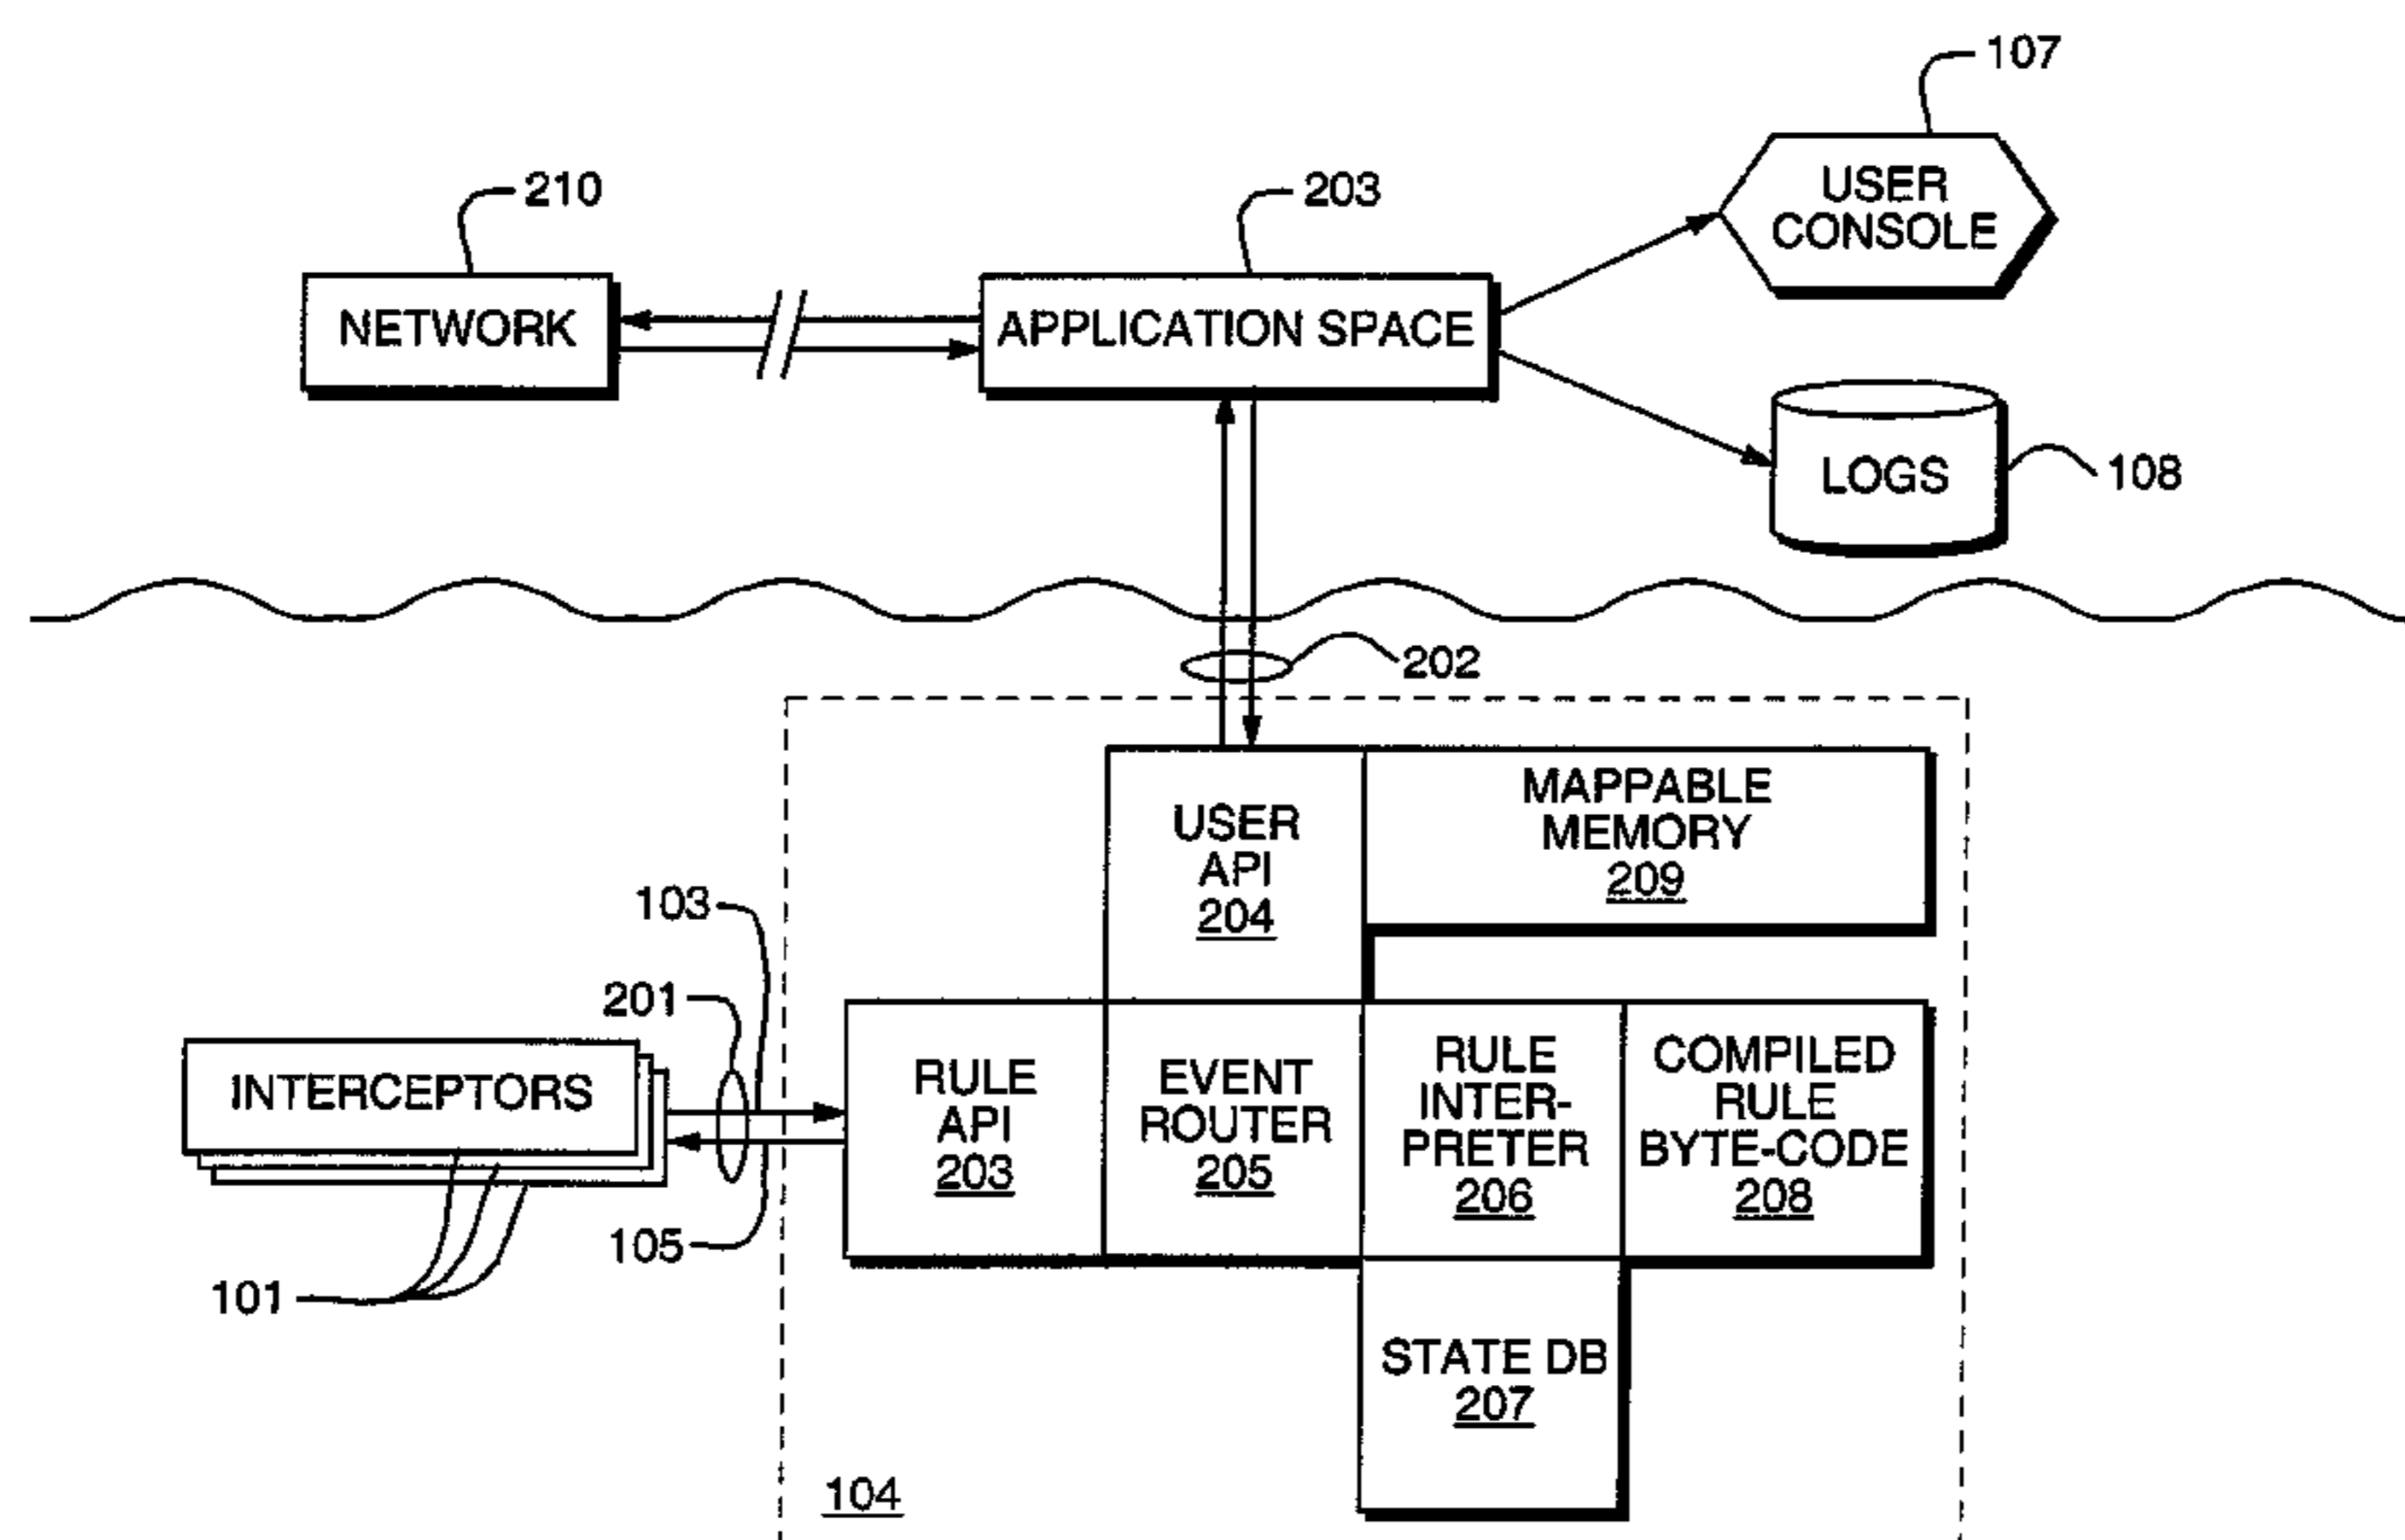 107
USER
CONSOLE
210
203
NETWORK
APPLICATION SPACE
LOGS
108
202
USER
API
204
MAPPABLE
MEMORY
209
103
201
INTERCEPTORS
RULE
API
203
EVENT
ROUTER
205
RULE
INTER-
PRETER
206
COMPILED
RULE
BYTE-CODE
208
105
101
STATE DB
207
104